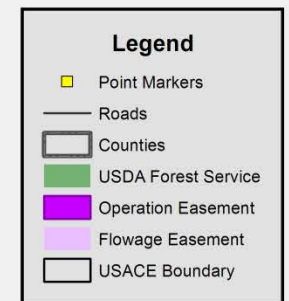 Legend
Point Markers
Roads
Counties
USDA Forest Service
Operation Easement
Flowage Easement
USACE Boundary